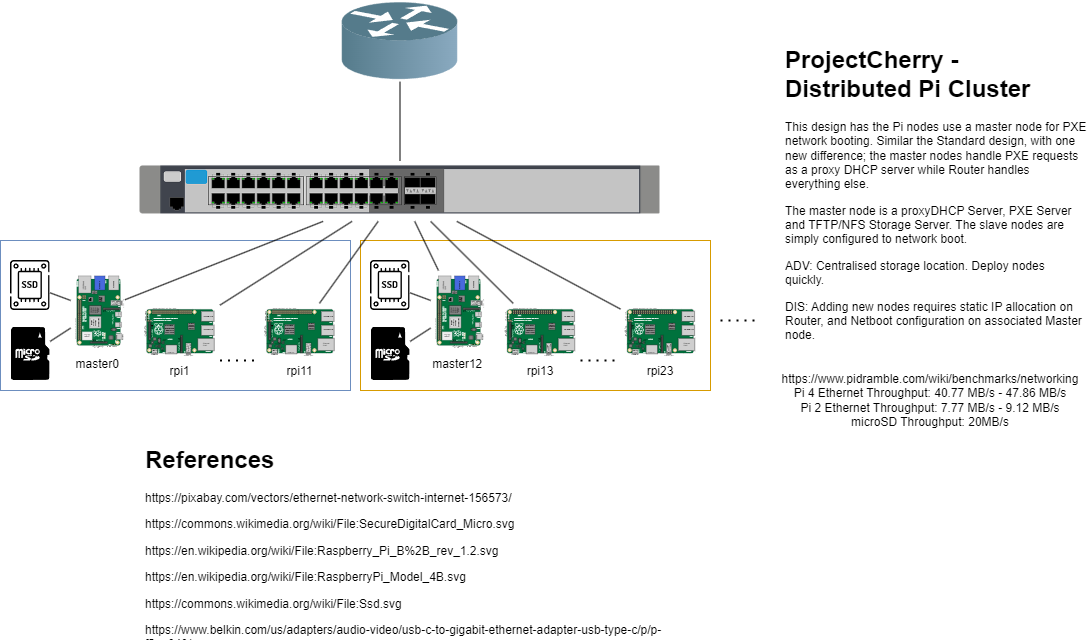 ProjectCherry -
Distributed Pi Cluster
This design has the Pi nodes use a master node for PXE
network booting. Similar the Standard design, with one
new difference; the master nodes handle PXE requests
as a proxy DHCP server while Router handles
everything else.
The master node is a proxyDHCP Server, PXE Server
and TFTP/NFS Storage Server. The slave nodes are
simply configured to network boot.
ADV: Centralised storage location. Deploy nodes
quickly.
DIS: Adding new nodes requires static IP allocation on
Router, and Netboot configuration on associated Master
node.
https://www.pidramble.com/wiki/benchmarks/networking
Pi 4 Ethernet Throughput: 40.77 MB/s - 47.86 MB/s
Pi 2 Ethernet Throughput: 7.77 MB/s - 9.12 MB/s
microSD Throughput: 20MB/s
SSD
micro
SD
master0
rpi1
.....
rpi11
SSD
micro
SD
master12
rpi13
.....
rpi23
.....
References
https://pixabay.com/vectors/ethernet-network-switch-internet-156573/
https://commons.wikimedia.org/wiki/File:SecureDigitalCard_Micro.svg
https://en.wikipedia.org/wiki/File:Raspberry_Pi_B%2B_rev_1.2.svg
https://en.wikipedia.org/wiki/File:RaspberryPi_Model_4B.svg
https://commons.wikimedia.org/wiki/File:Ssd.svg
https://www.belkin.com/us/adapters/audio-video/usb-c-to-gigabit-ethernet-adapter-usb-type-c/p/p-